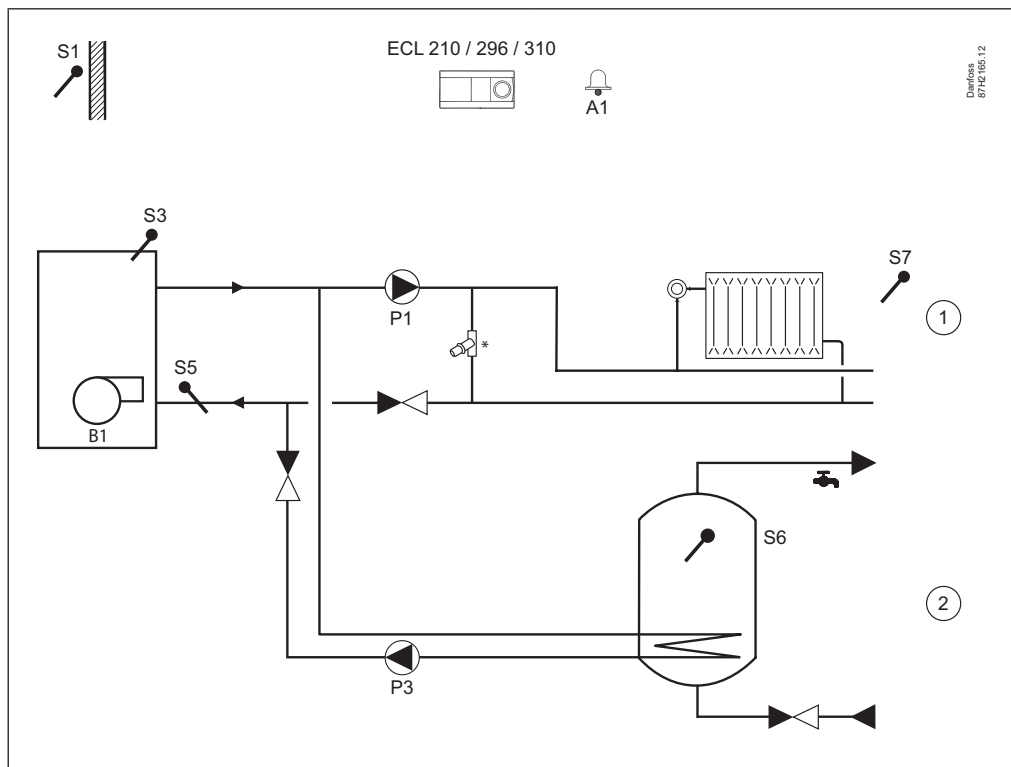 S1
ECL 210 / 296 / 310
A1
Danfoss
87H2165.12
S3
S7
P1
*
1
S5
B1
S6
2
P3